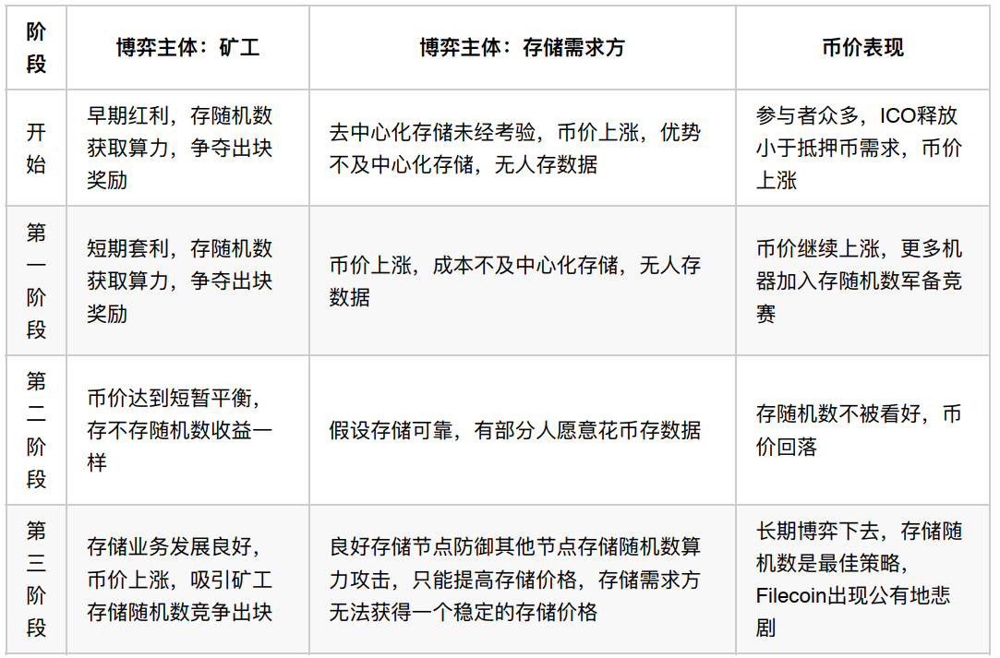 阶
段
博弈主体：矿工
博弈主体：存储需求方
币价表现
开
始
早期红利，存随机数
获取算力，争夺出块
奖励
去中心化存储未经考验，币价上涨，优势
不及中心化存储，无人存数据
参与者众多，ICO释放
小于抵押币需求，币价
上涨
第
一
阶
段
短期套利，存随机数
获取算力，争夺出块
奖励
币价上涨，成本不及中心化存储，无人存
数据
币价继续上涨，更多机
器加入存随机数军备竞
赛
第
二
阶
段
币价达到短暂平衡，
存不存随机数收益一
样
假设存储可靠，有部分人愿意花币存数据
存随机数不被看好，币
价回落
第
三
阶
段
存储业务发展良好，
币价上涨，吸引矿工
存储随机数竞争出块
良好存储节点防御其他节点存储随机数算
力攻击，只能提高存储价格，存储需求方
无法获得一个稳定的存储价格
长期博弈下去，存储随
机数是最佳策略，
Filecoin出现公有地悲
剧